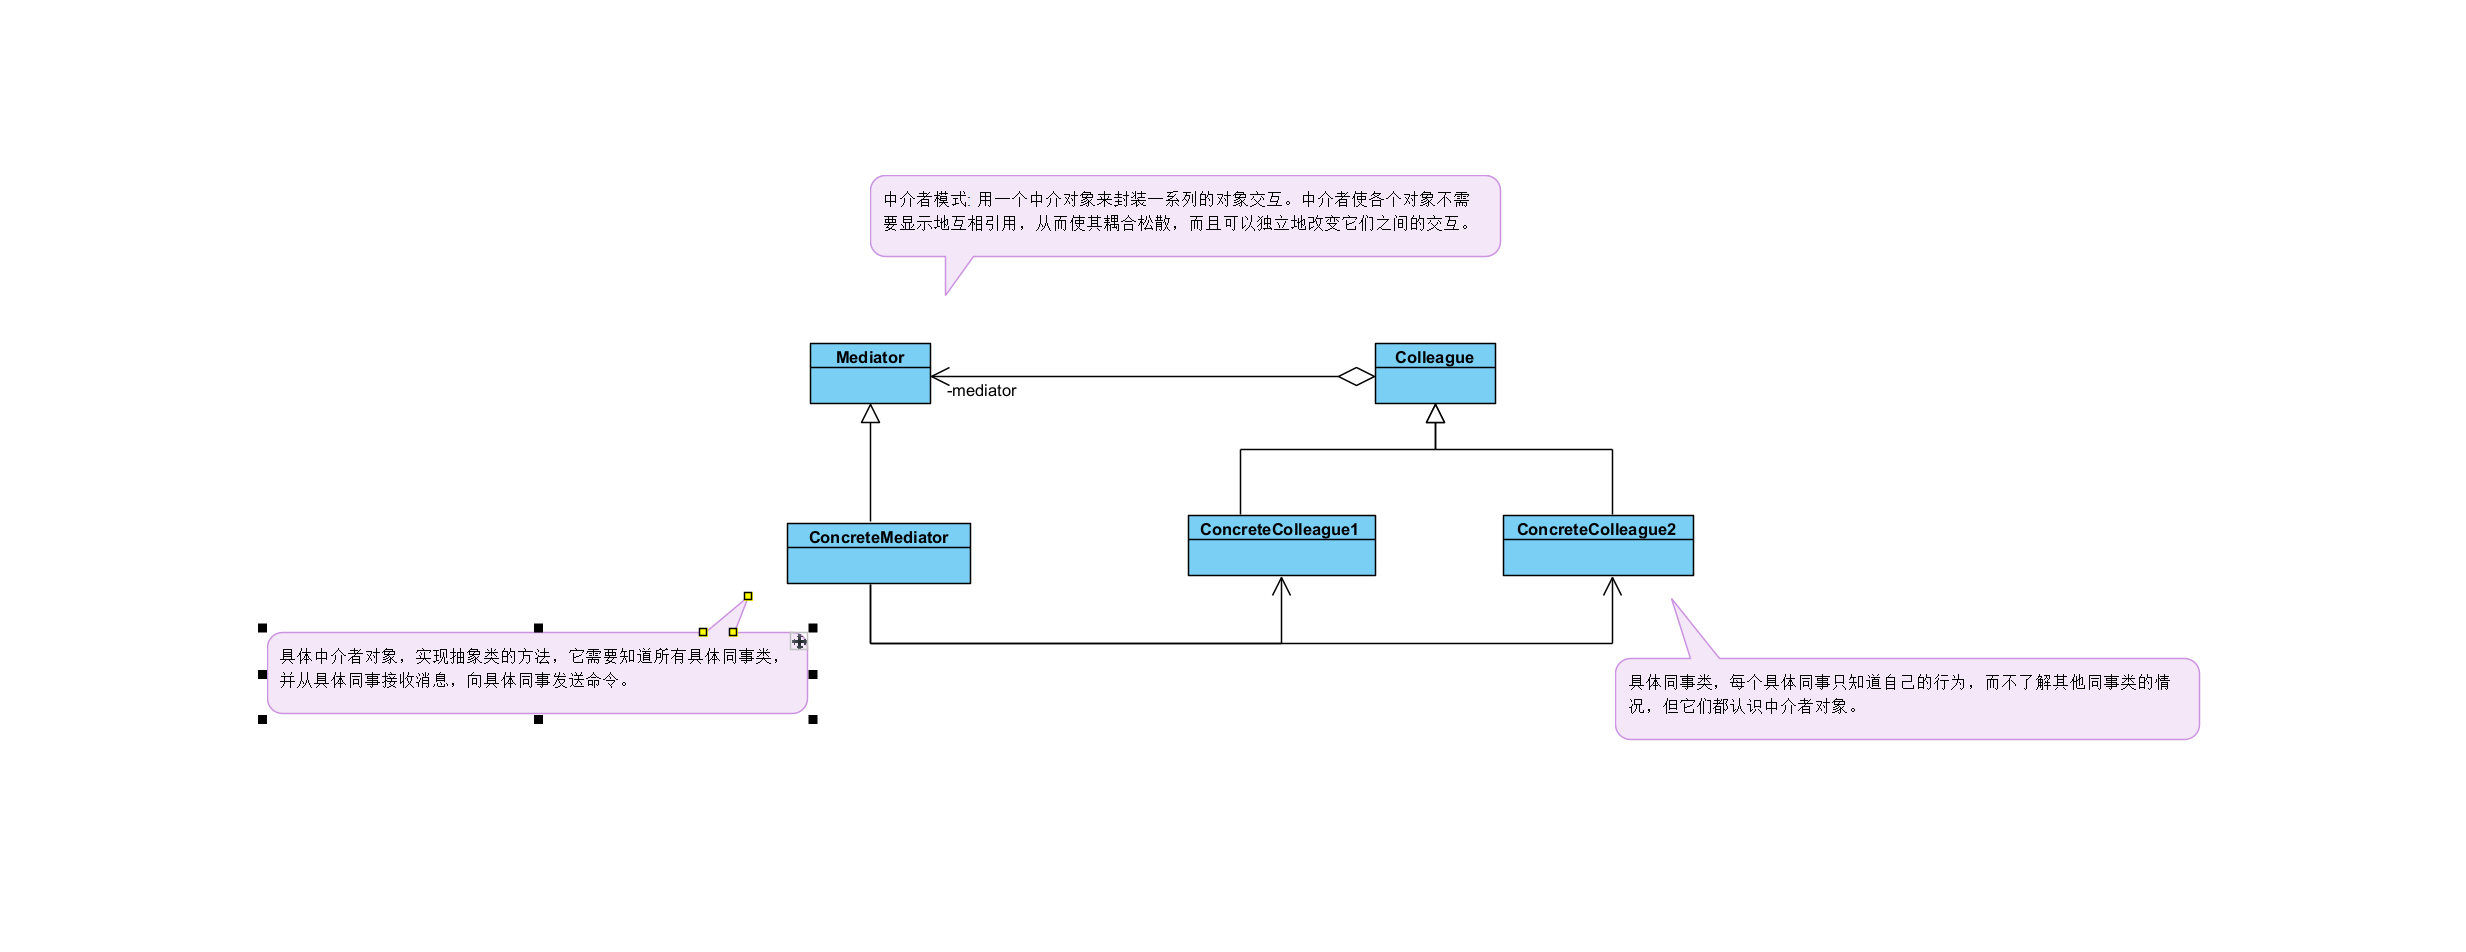 中介者模式: 用一个中介对象来封装一系列的对象交互。中介者使各个对象不需
要显示地互相引用，从而使其耦合松散，而且可以独立地改变它们之间的交互。
Mediator
Colleague
-mediator
ConcreteMediator
ConcreteColleague1
ConcreteColleague2
具体中介者对象，实现抽象类的方法，它需要知道所有具体同事类，
并从具体同事接收消息，向具体同事发送命令。
具体同事类，每个具体同事只知道自己的行为，而不了解其他同事类的情
况，但它们都认识中介者对象。